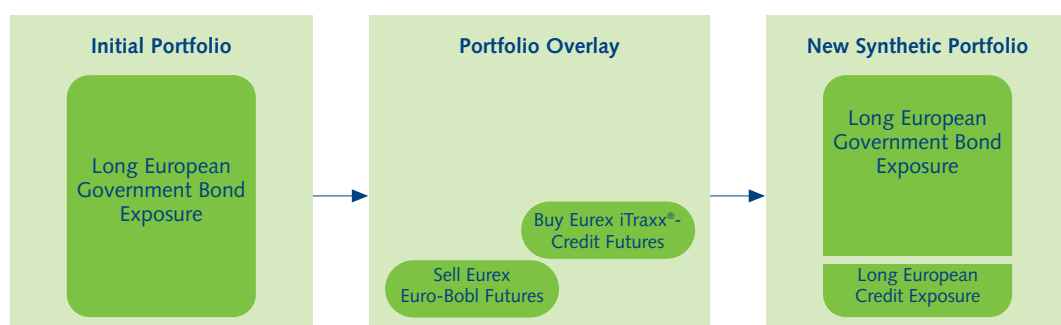 Initial Portfolio
Long European
Government Bond
Exposure
Portfolio Overlay
Buy Eurex iTraxx®-
Credit Futures
Sell Eurex
Euro-Bobl Futures
New Synthetic Portfolio
Long European
Government Bond
Exposure
Long European
Credit Exposure